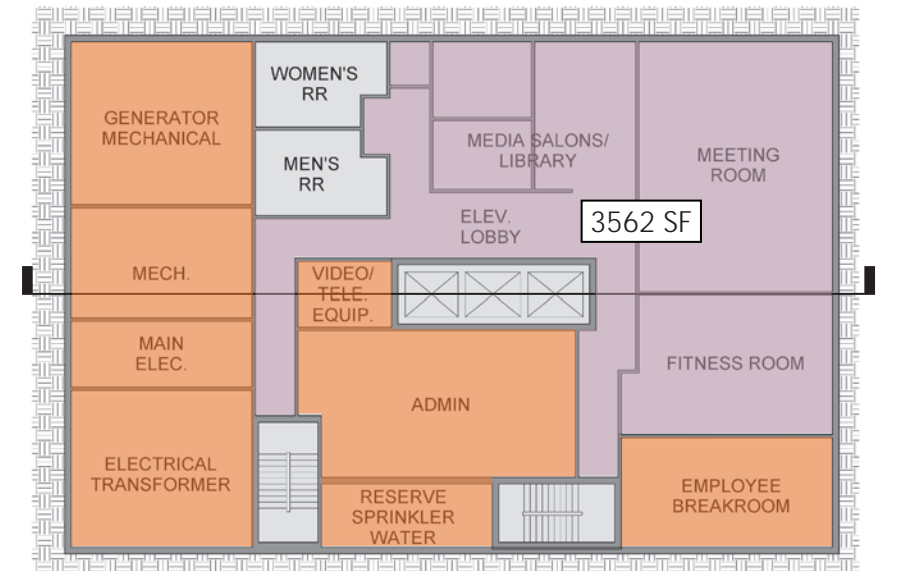 WOMEN'S
RR
GENERATOR
MECHANICAL
MEDIA SALONS/
LIBRARY
MEETING
ROOM
MEN'S
RR
3562 SF
ELEV.
LOBBY
MECH.
VIDEO/
TELE.
EQUIP.
MAIN
ELEC.
FITNESS ROOM
ADMIN
ELECTRICAL
TRANSFORMER
RESERVE
SPRINKLER
WATER
EMPLOYEE
BREAKROOM